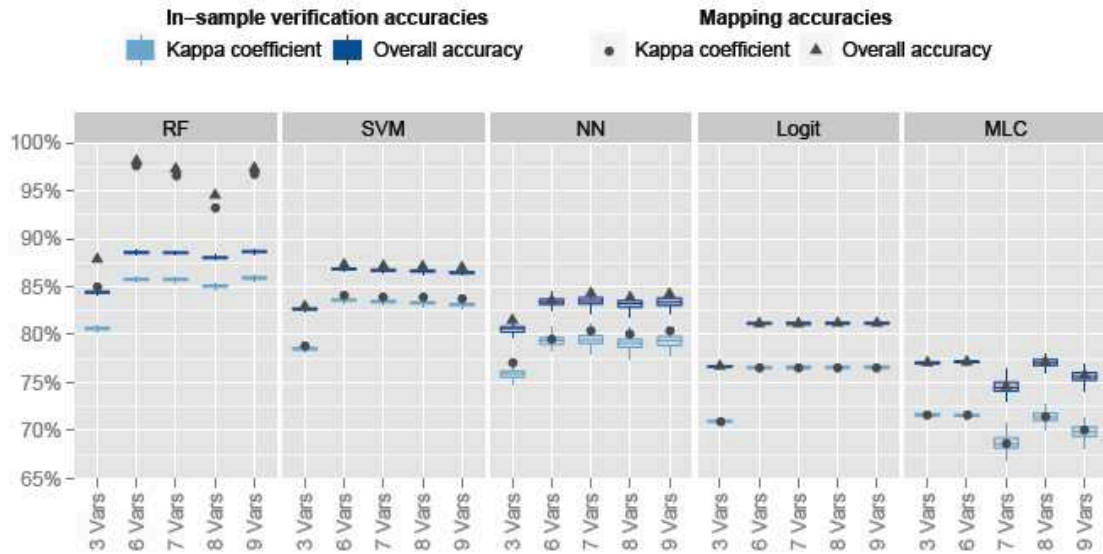 In−sample verification accuracies Mapping accuracies
Kappa coefficient Overall accuracy Kappa coefficient Overall accuracy
RF SVM NN Logit MLC
100%
95%
90%
85%
80%
75%
70%
65%
3 Vars 6 Vars 7 Vars 8 Vars 9 Vars 3 Vars 6 Vars 7 Vars 8 Vars 9 Vars 3 Vars 6 Vars 7 Vars 8 Vars 9 Vars 3 Vars 6 Vars 7 Vars 8 Vars 9 Vars 3 Vars 6 Vars 7 Vars 8 Vars 9 Vars